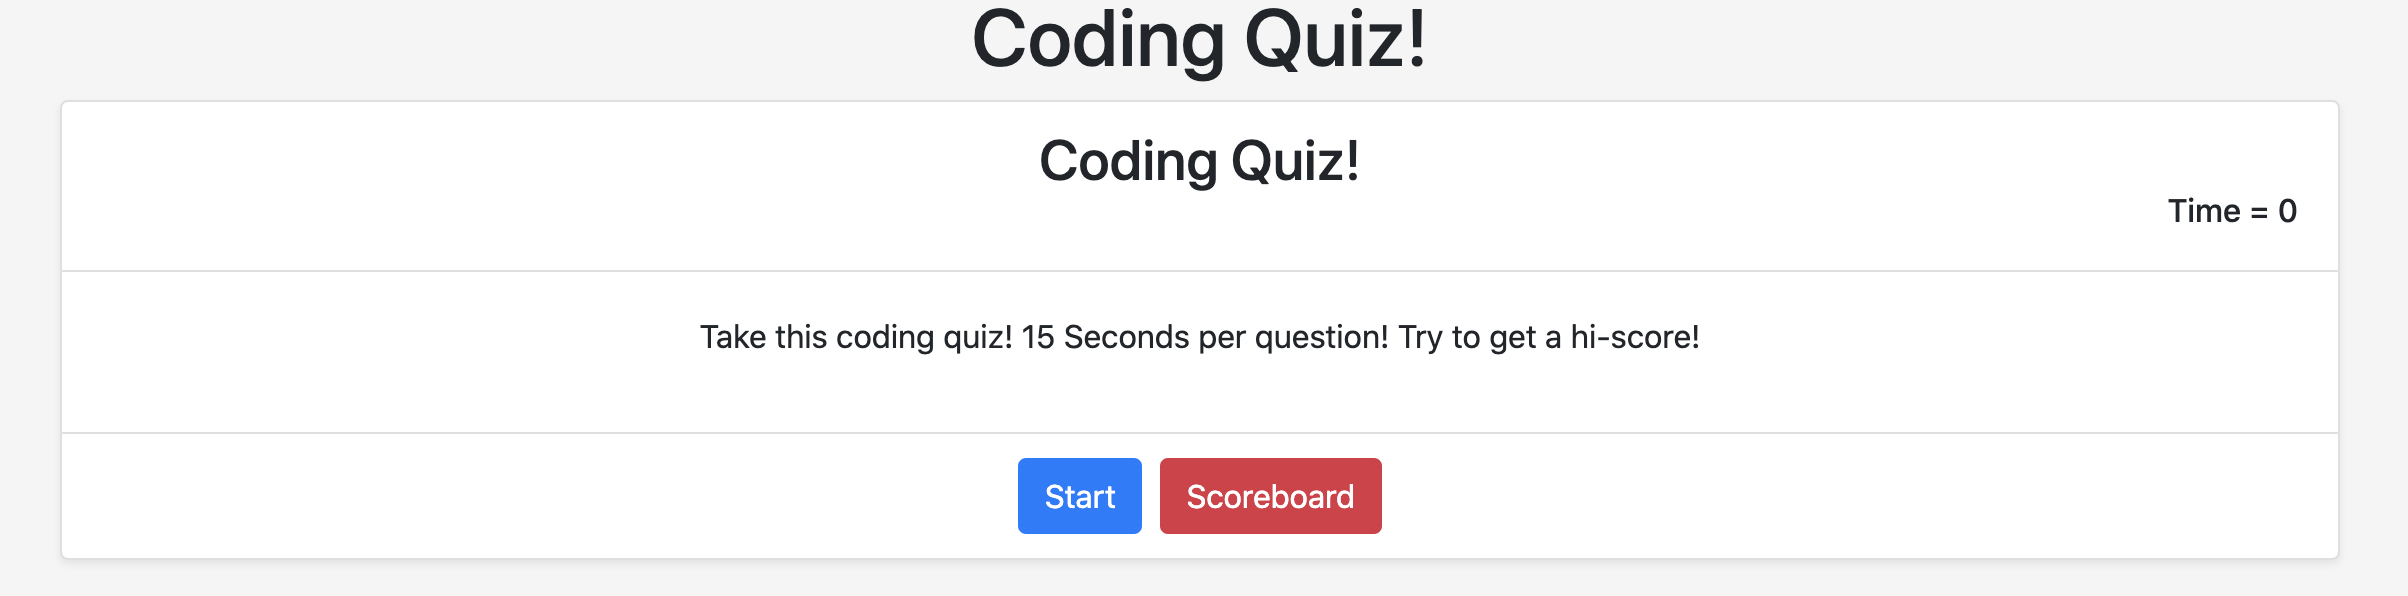 Coding Quiz!
Coding Quiz!
Time = 0
Take this coding quiz! 15 Seconds per question! Try to get a hi-score!
Start
Scoreboard